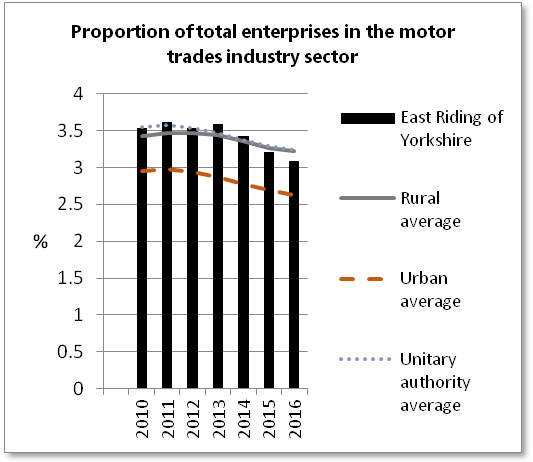 Proportion of total enterprises in the motor
trades industry sector
4
3.5
3
2.5
2
1.5
1
0.5
0
%
2010
2011
2012
2013
2014
2015
2016
East Riding of
Yorkshire
Rural
average
Urban
average
Unitary
authority
average